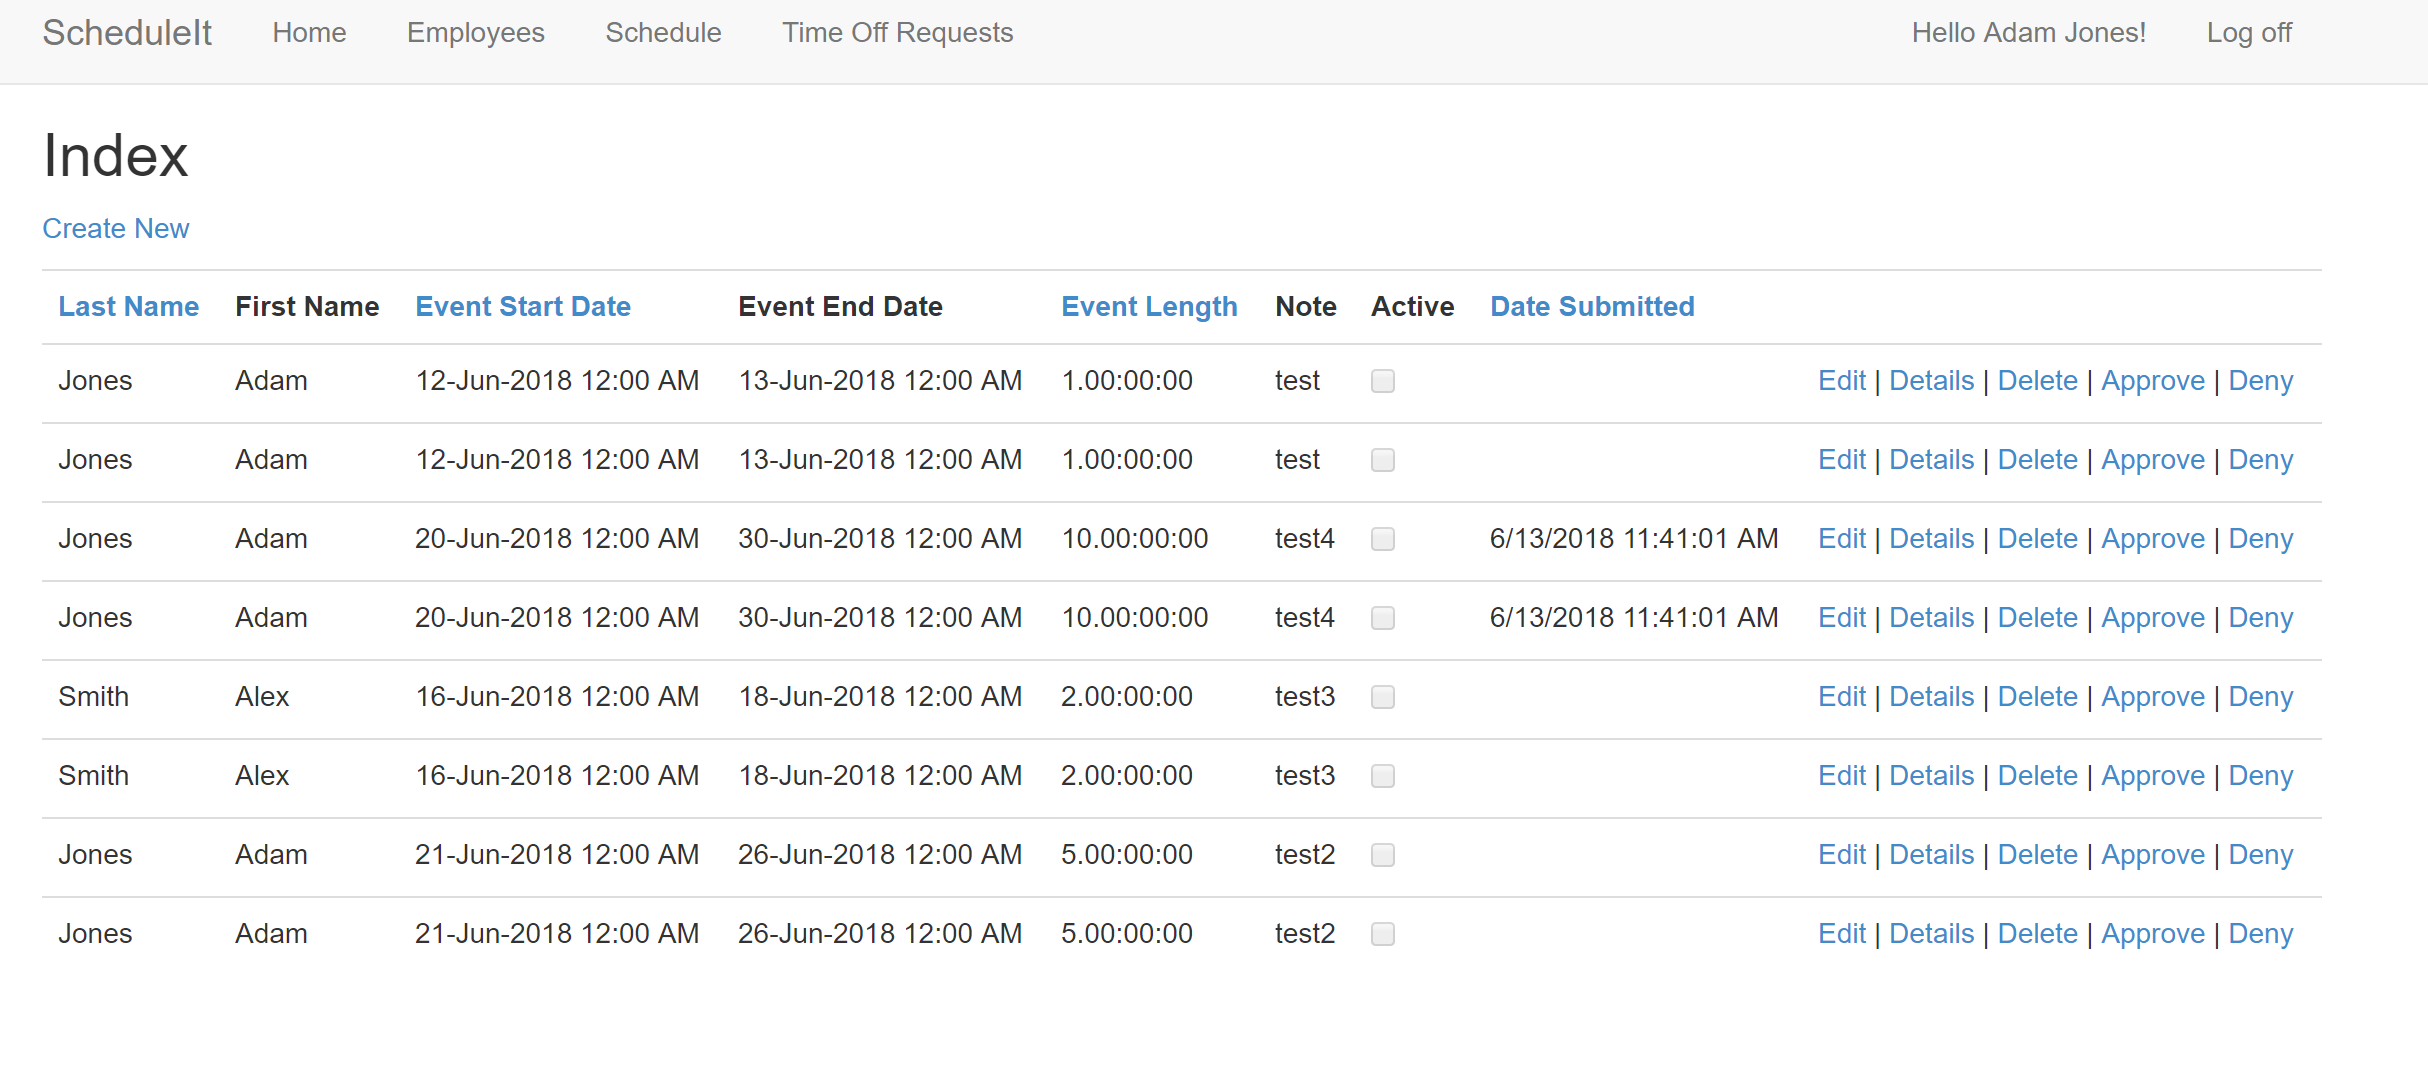 ScheduleIt Home Employees Schedule Time Off Requests Hello Adam Jones! Log off
Index
Create New
Last Name First Name Event Start Date Event End Date Event Length Note Active Date Submitted
Jones Adam 12-Jun-2018 12:00 AM 13-Jun-2018 12:00 AM 1.00:00:00 test Edit | Details | Delete | Approve | Deny
Jones Adam 12-Jun-2018 12:00 AM 13-Jun-2018 12:00 AM 1.00:00:00 test Edit | Details | Delete | Approve | Deny
Jones Adam 20-Jun-2018 12:00 AM 30-Jun-2018 12:00 AM 10.00:00:00 test4 6/13/2018 11:41:01 AM Edit | Details | Delete | Approve | Deny
Jones Adam 20-Jun-2018 12:00 AM 30-Jun-2018 12:00 AM 10.00:00:00 test4 6/13/2018 11:41:01 AM Edit | Details | Delete | Approve | Deny
Smith Alex 16-Jun-2018 12:00 AM 18-Jun-2018 12:00 AM 2.00:00:00 test3 Edit | Details | Delete | Approve | Deny
Smith Alex 16-Jun-2018 12:00 AM 18-Jun-2018 12:00 AM 2.00:00:00 test3 Edit | Details | Delete | Approve | Deny
Jones Adam 21-Jun-2018 12:00 AM 26-Jun-2018 12:00 AM 5.00:00:00 test2 Edit | Details | Delete | Approve | Deny
Jones Adam 21-Jun-2018 12:00 AM 26-Jun-2018 12:00 AM 5.00:00:00 test2 Edit | Details | Delete | Approve | Deny